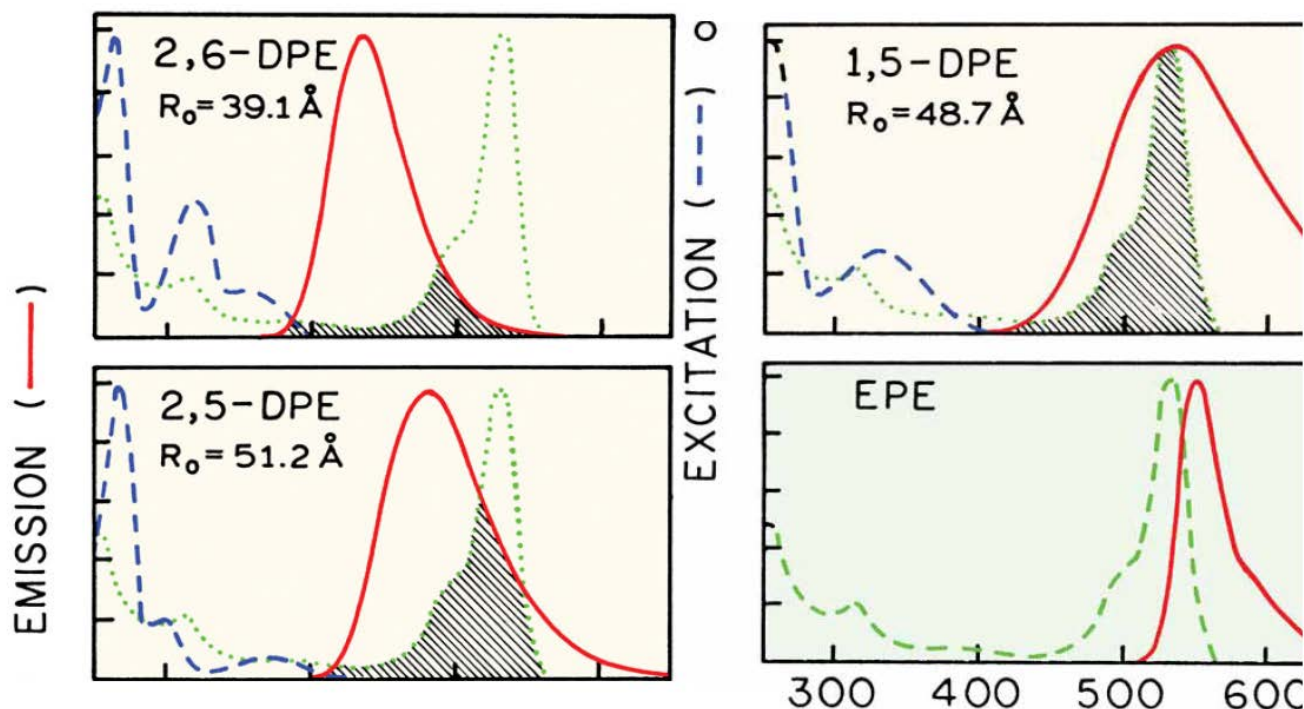 EMISSION (——)
2,6-DPE
R₀= 39.1 Å
2,5-DPE
R₀= 51.2 Å
EXCITATION (---) O
1,5-DPE
R₀= 48.7 Å
EPE
300 400 500 600